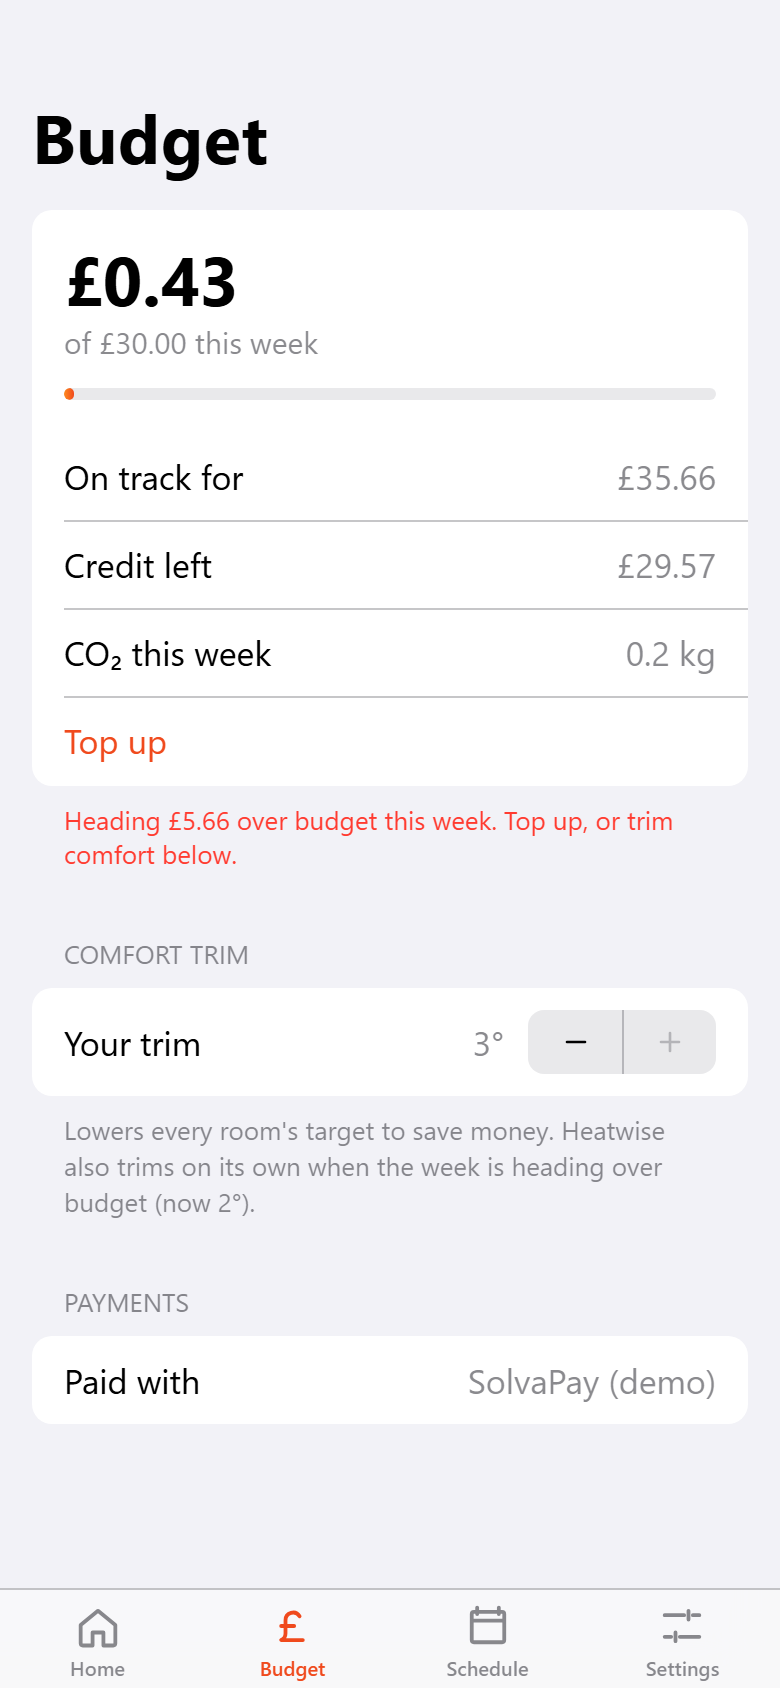 Budget
£0.43
of £30.00 this week
On track for £35.66
Credit left £29.57
CO₂ this week 0.2 kg
Top up
Heading £5.66 over budget this week. Top up, or trim
comfort below.
COMFORT TRIM
Your trim 3° − +
Lowers every room's target to save money. Heatwise
also trims on its own when the week is heading over
budget (now 2°).
PAYMENTS
Paid with SolvaPay (demo)
£
Home Budget Schedule Settings